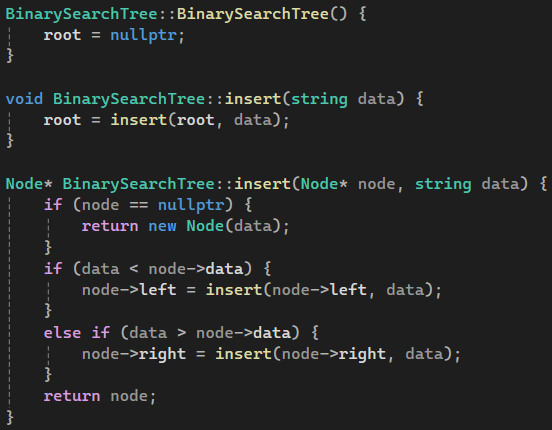 BinarySearchTree::BinarySearchTree() {
    root = nullptr;
}

void BinarySearchTree::insert(string data) {
    root = insert(root, data);
}

Node* BinarySearchTree::insert(Node* node, string data) {
    if (node == nullptr) {
        return new Node(data);
    }
    if (data < node->data) {
        node->left = insert(node->left, data);
    }
    else if (data > node->data) {
        node->right = insert(node->right, data);
    }
    return node;
}